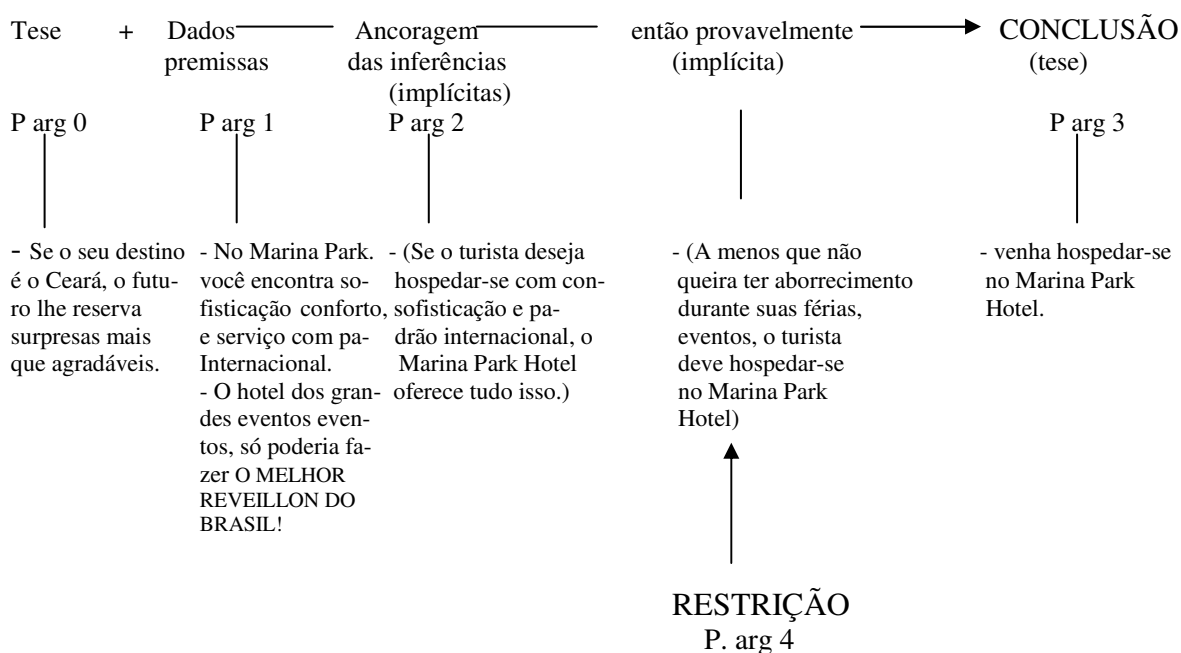 Tese + Dados Ancoragem então provavelmente CONCLUSÃO
premissas das inferências (implícita) (tese)
(implícitas)
P arg 0 P arg 1 P arg 2 P arg 3
- Se o seu destino
é o Ceará, o futu-
ro lhe reserva
surpresas mais
que agradáveis.
- No Marina Park.
você encontra so-
fisticação conforto,
e serviço com pa-
Internacional.
- O hotel dos gran-
des eventos even-
tos, só poderia fa-
zer O MELHOR
REVEILLON DO
BRASIL!
- (Se o turista deseja
hospedar-se com con-
sofisticação e pa-
drão internacional, o
Marina Park Hotel
oferece tudo isso.)
- (A menos que não
queira ter aborrecimento
durante suas férias,
eventos, o turista
deve hospedar-se
no Marina Park
Hotel)
- venha hospedar-se
no Marina Park
Hotel.
RESTRIÇÃO
P. arg 4